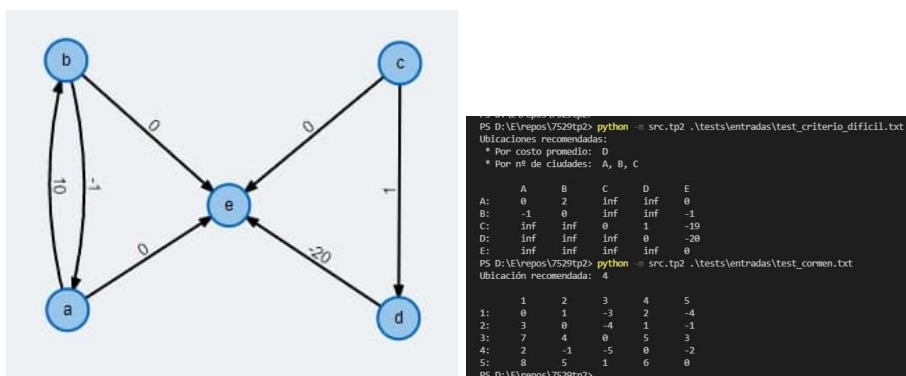 b
c
0
0
10
-1
1
e
0
-20
a
d
PS D:\E\repos\7529tp2> python -m src.tp2 .\tests\entradas\test_criterio_dificil.txt
Ubicaciones recomendadas:
* Por costo promedio: D
* Por nº de ciudades: A, B, C
A B C D E
A: 0 2 inf inf 0
B: -1 0 inf inf -1
C: inf inf 0 1 -19
D: inf inf inf 0 -20
E: inf inf inf inf 0
PS D:\E\repos\7529tp2> python -m src.tp2 .\tests\entradas\test_cormen.txt
Ubicación recomendada: 4
1 2 3 4 5
1: 0 1 -3 2 -4
2: 3 0 -4 1 -1
3: 7 4 0 5 3
4: 2 -1 -5 0 -2
5: 8 5 1 6 0
PS D:\E\repos\7529tp2>